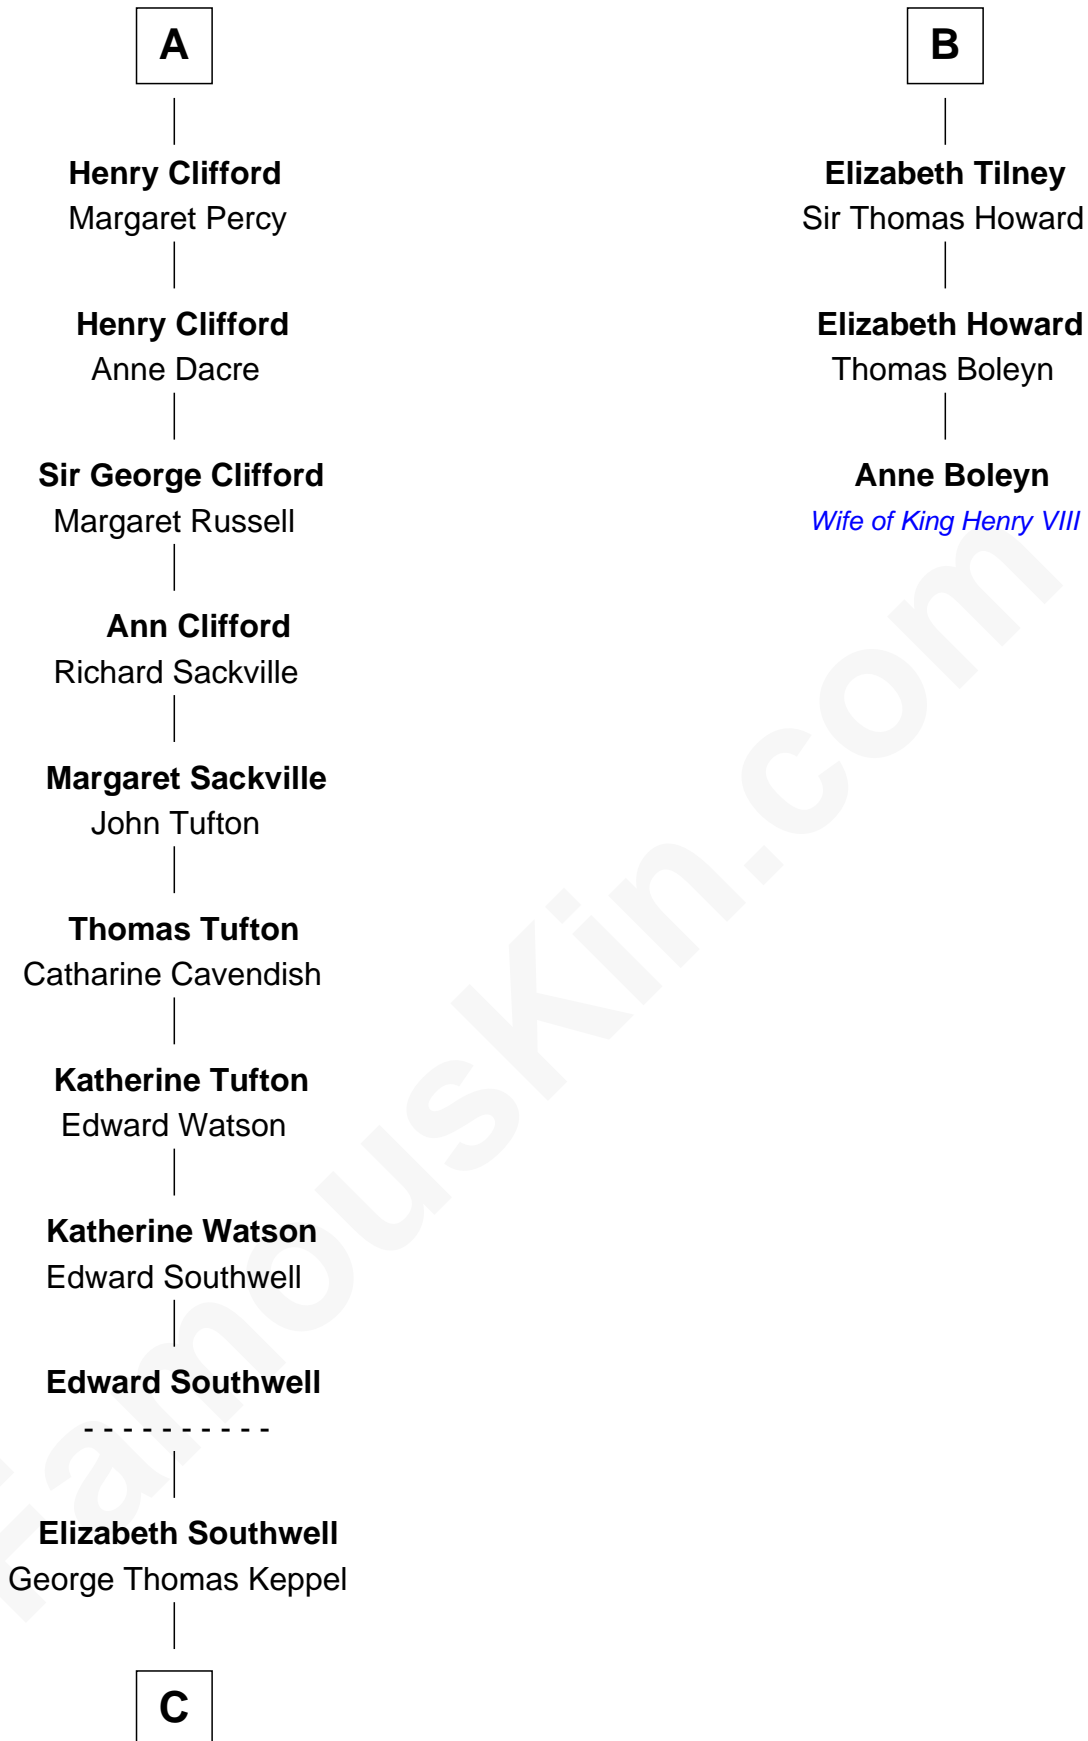 A
Henry Clifford
Margaret Percy
Henry Clifford
Anne Dacre
Sir George Clifford
Margaret Russell
Ann Clifford
Richard Sackville
Margaret Sackville
John Tufton
Thomas Tufton
Catharine Cavendish
Katherine Tufton
Edward Watson
Katherine Watson
Edward Southwell
Edward Southwell
- - - - - - - - - -
Elizabeth Southwell
George Thomas Keppel
C
B
Elizabeth Tilney
Sir Thomas Howard
Elizabeth Howard
Thomas Boleyn
Anne Boleyn
Wife of King Henry VIII
FamousKin.com